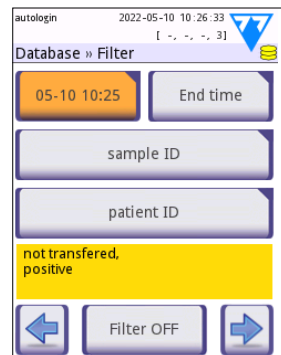 autologin 2022-05-10 10:26:33
[ -, -, -, 3]
Database » Filter
05-10 10:25 End time
sample ID
patient ID
not transfered,
positive
Filter OFF